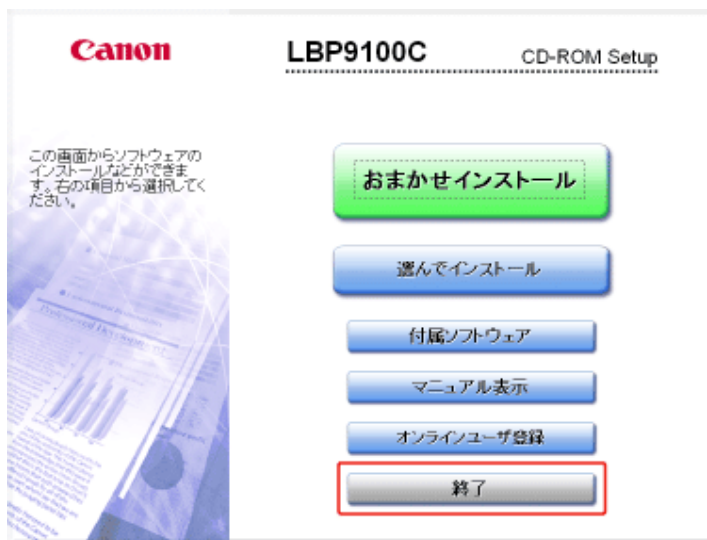 Canon
LBP9100C
CD-ROM Setup
この画面からソフトウェアの
インストールなどができま
す。右の項目から選択してく
ださい。
おまかせインストール
選んでインストール
付属ソフトウェア
マニュアル表示
オンラインユーザ登録
終了
Professional Development